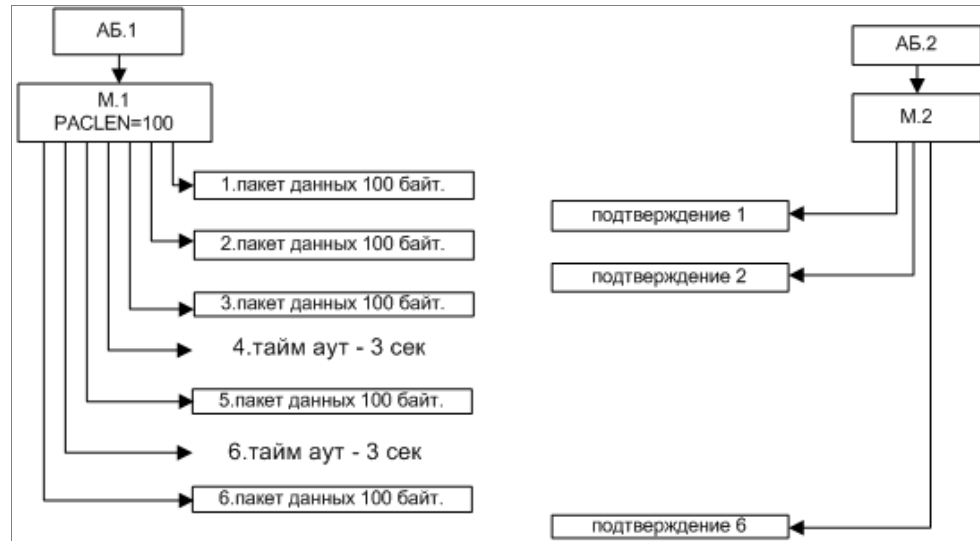 АБ.1
АБ.2
М.1
PACLEN=100
М.2
1.пакет данных 100 байт.
подтверждение 1
2.пакет данных 100 байт.
подтверждение 2
3.пакет данных 100 байт.
4.тайм аут - 3 сек
5.пакет данных 100 байт.
6.тайм аут - 3 сек
6.пакет данных 100 байт.
подтверждение 6